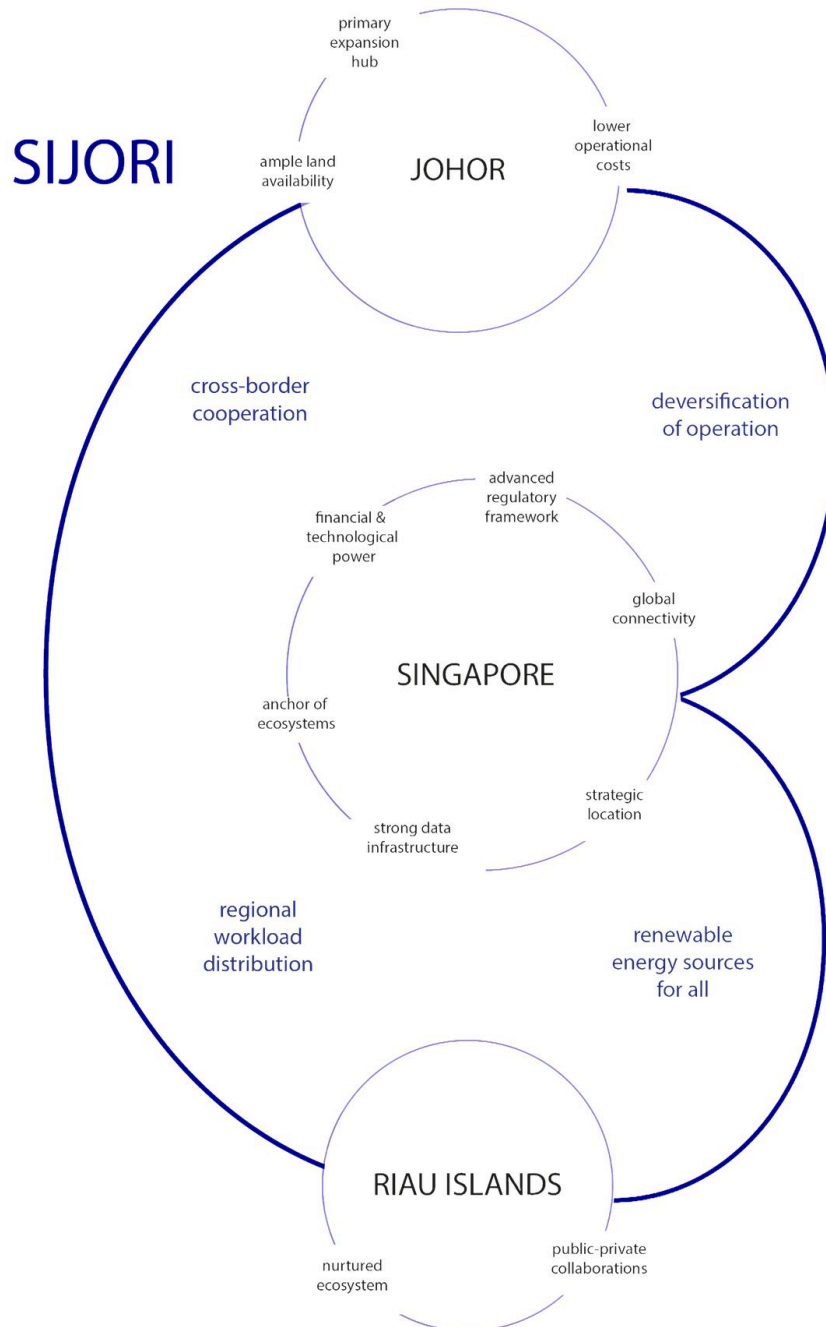 primary
expansion
hub
SIJORI
ample land
availability
JOHOR
lower
operational
costs
cross-border
cooperation
deversification
of operation
financial &
technological
power
advanced
regulatory
framework
global
connectivity
SINGAPORE
anchor of
ecosystems
strategic
location
strong data
infrastructure
regional
workload
distribution
renewable
energy sources
for all
RIAU ISLANDS
nurtured
ecosystem
public-private
collaborations